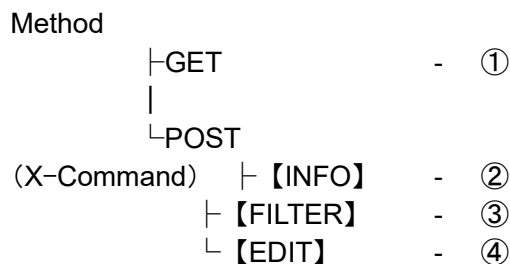 Method
├GET - ①
|
└POST
（X-Command） ├【INFO】 - ②
├【FILTER】 - ③
└【EDIT】 - ④